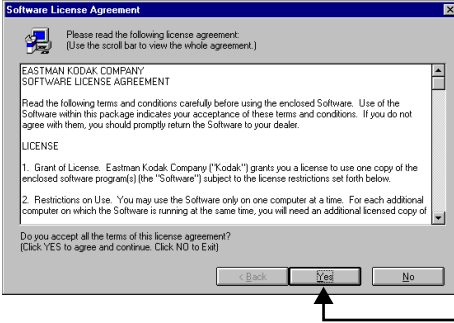 Software License Agreement
Please read the following license agreement:
(Use the scroll bar to view the whole agreement.)
EASTMAN KODAK COMPANY
SOFTWARE LICENSE AGREEMENT
Read the following terms and conditions carefully before using the enclosed Software. Use of the
Software within this package indicates your acceptance of these terms and conditions. If you do not
agree with them, you should promptly return the Software to your dealer.
LICENSE
1. Grant of License. Eastman Kodak Company ("Kodak") grants you a license to use one copy of the
enclosed software program(s) (the "Software") subject to the license restrictions set forth below.
2. Restrictions on Use. You may use the Software only on one computer at a time. For each additional
computer on which the Software is running at the same time, you will need an additional licensed copy of
Do you accept all the terms of this license agreement?
(Click YES to agree and continue. Click NO to Exit)
< Back
Yes
No